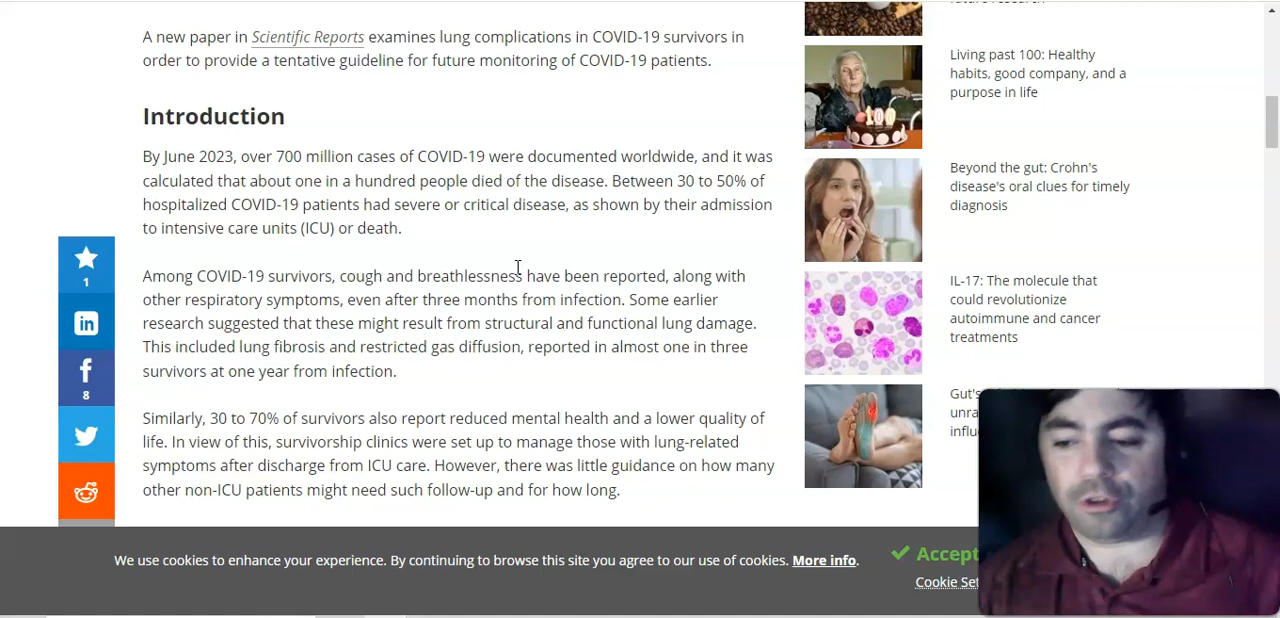 A new paper in Scientific Reports examines lung complications in COVID-19 survivors in
order to provide a tentative guideline for future monitoring of COVID-19 patients.
Introduction
By June 2023, over 700 million cases of COVID-19 were documented worldwide, and it was
calculated that about one in a hundred people died of the disease. Between 30 to 50% of
hospitalized COVID-19 patients had severe or critical disease, as shown by their admission
to intensive care units (ICU) or death.
Among COVID-19 survivors, cough and breathlessness have been reported, along with
other respiratory symptoms, even after three months from infection. Some earlier
research suggested that these might result from structural and functional lung damage.
This included lung fibrosis and restricted gas diffusion, reported in almost one in three
survivors at one year from infection.
Similarly, 30 to 70% of survivors also report reduced mental health and a lower quality of
life. In view of this, survivorship clinics were set up to manage those with lung-related
symptoms after discharge from ICU care. However, there was little guidance on how many
other non-ICU patients might need such follow-up and for how long.
1
in
f
8
Living past 100: Healthy
habits, good company, and a
purpose in life
100
Beyond the gut: Crohn's
disease's oral clues for timely
diagnosis
IL-17: The molecule that
could revolutionize
autoimmune and cancer
treatments
Gut's
We use cookies to enhance your experience. By continuing to browse this site you agree to our use of cookies. More info.
Accept
Cookie Set